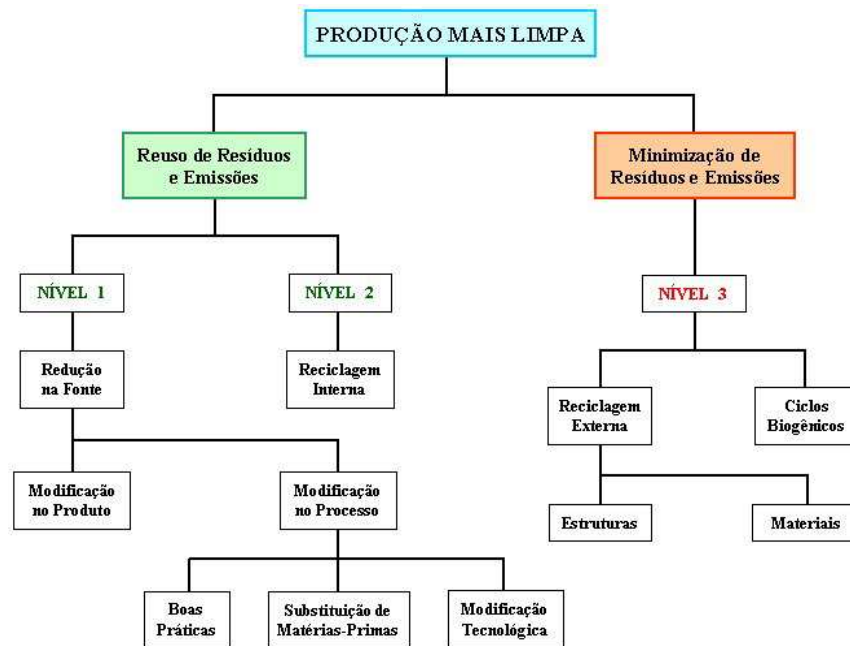 PRODUÇÃO MAIS LIMPA
Reuso de Resíduos
e Emissões
Minimização de
Resíduos e Emissões
NÍVEL 1
NÍVEL 2
NÍVEL 3
Redução
na Fonte
Reciclagem
Interna
Reciclagem
Externa
Ciclos
Biogênicos
Modificação
no Produto
Modificação
no Processo
Estruturas
Materiais
Boas
Práticas
Substituição de
Matérias-Primas
Modificação
Tecnológica